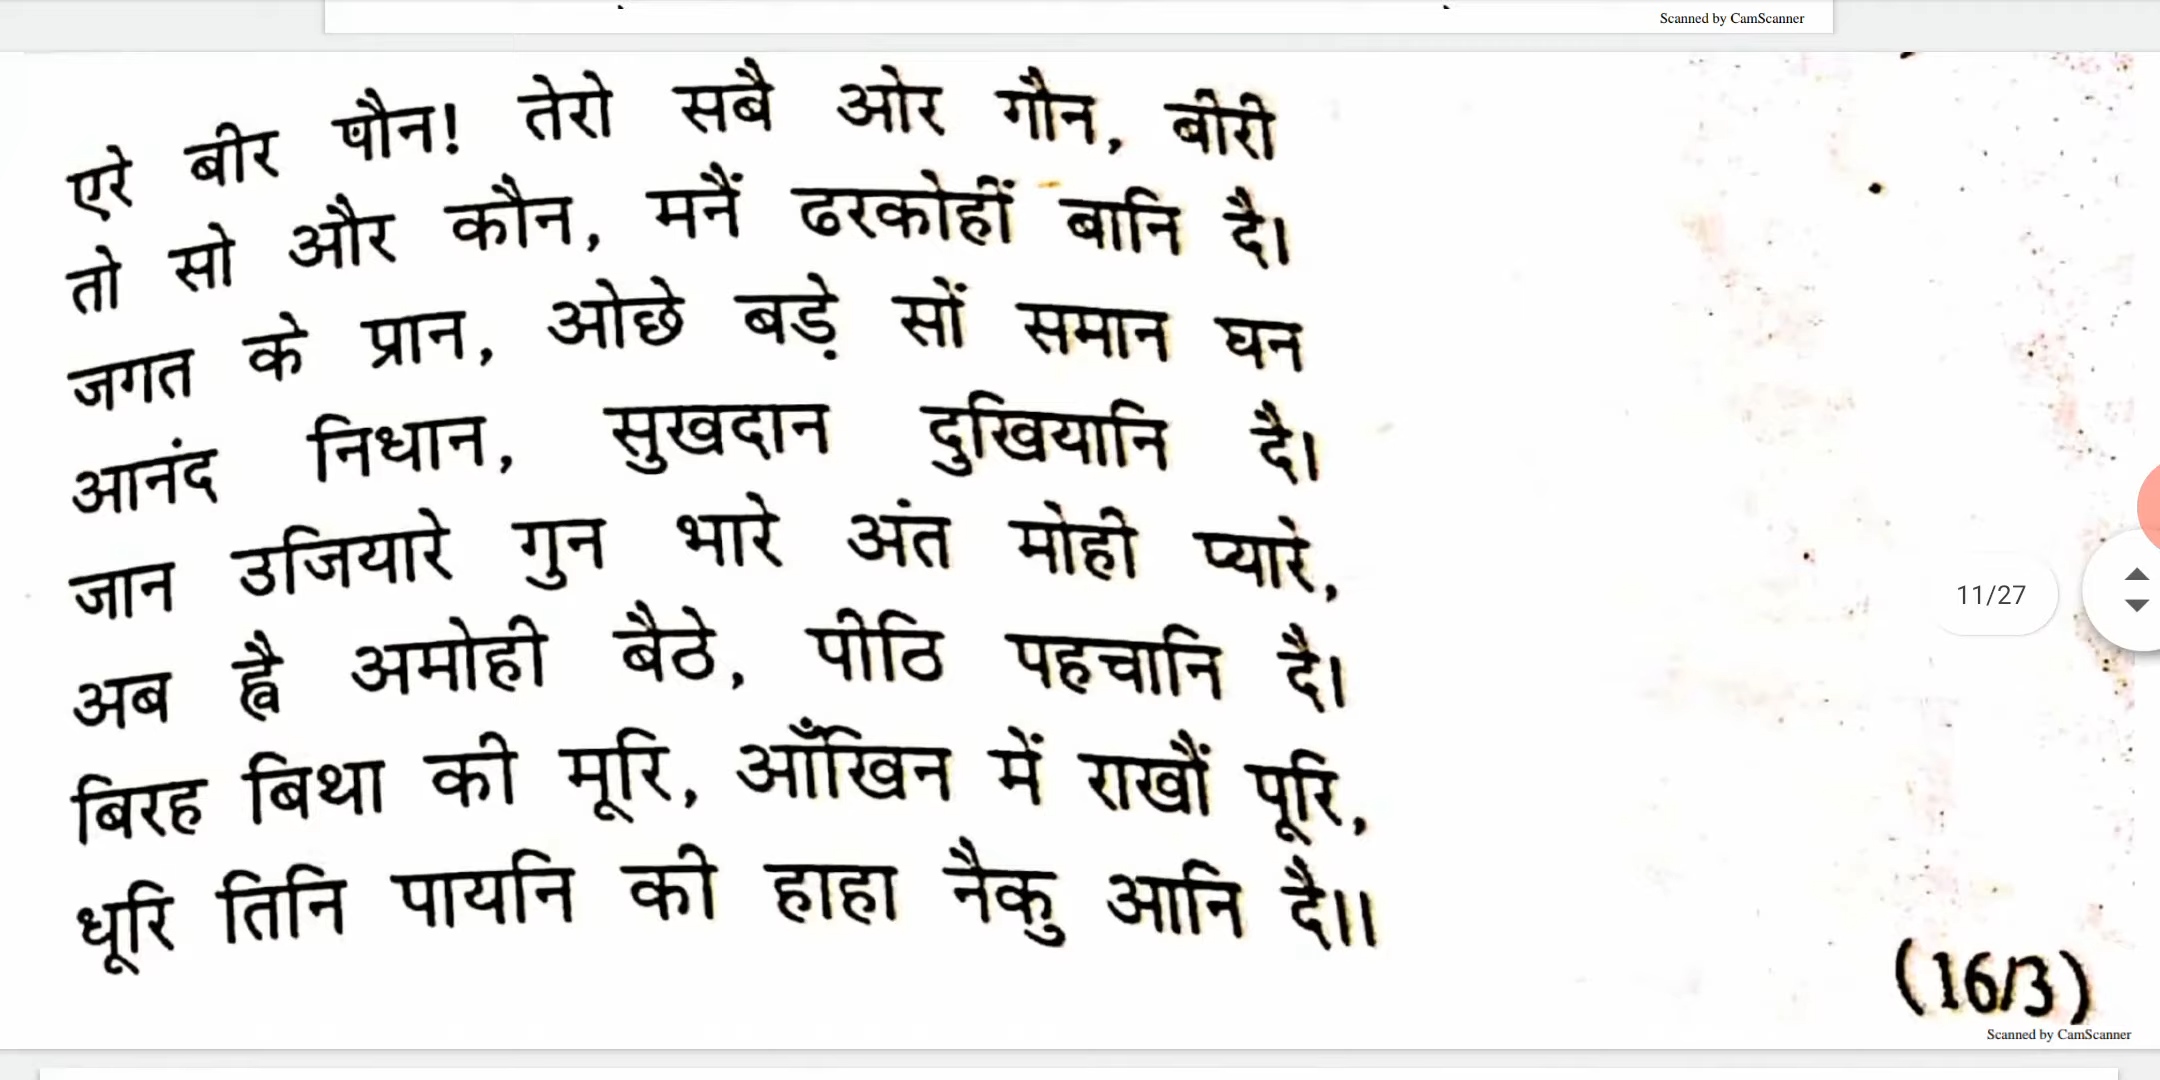 Scanned by CamScanner
एरे बीर पौन! तेरो सबै ओर गौन, बीरी
तो सो और कौन, मनैं ढरकोहीं बानि दै।
जगत के प्रान, ओछे बड़े सों समान घन
आनंद निधान, सुखदान दुखियानि दै।
जान उजियारे गुन भारे अंत मोही प्यारे,
अब ह्वै अमोही बैठे, पीठि पहचानि दै।
बिरह बिथा की मूरि, आँखिन में राखौं पूरि,
धूरि तिनि पायनि की हाहा नैकु आनि दै।।
11/27
(16/3)
Scanned by CamScanner